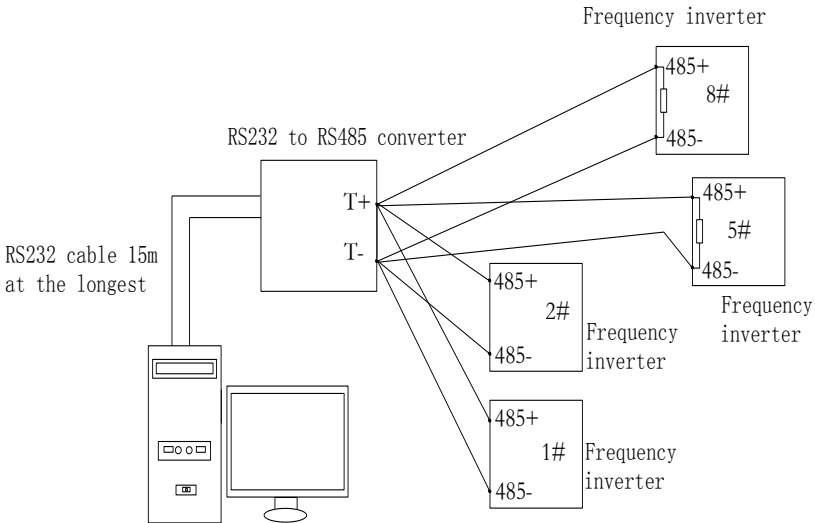 Frequency inverter
485+
8#
485-
RS232 to RS485 converter
T+
T-
485+
5#
485-
RS232 cable 15m
at the longest
485+
2#
485-
Frequency
inverter
Frequency
inverter
485+
1#
485-
Frequency
inverter